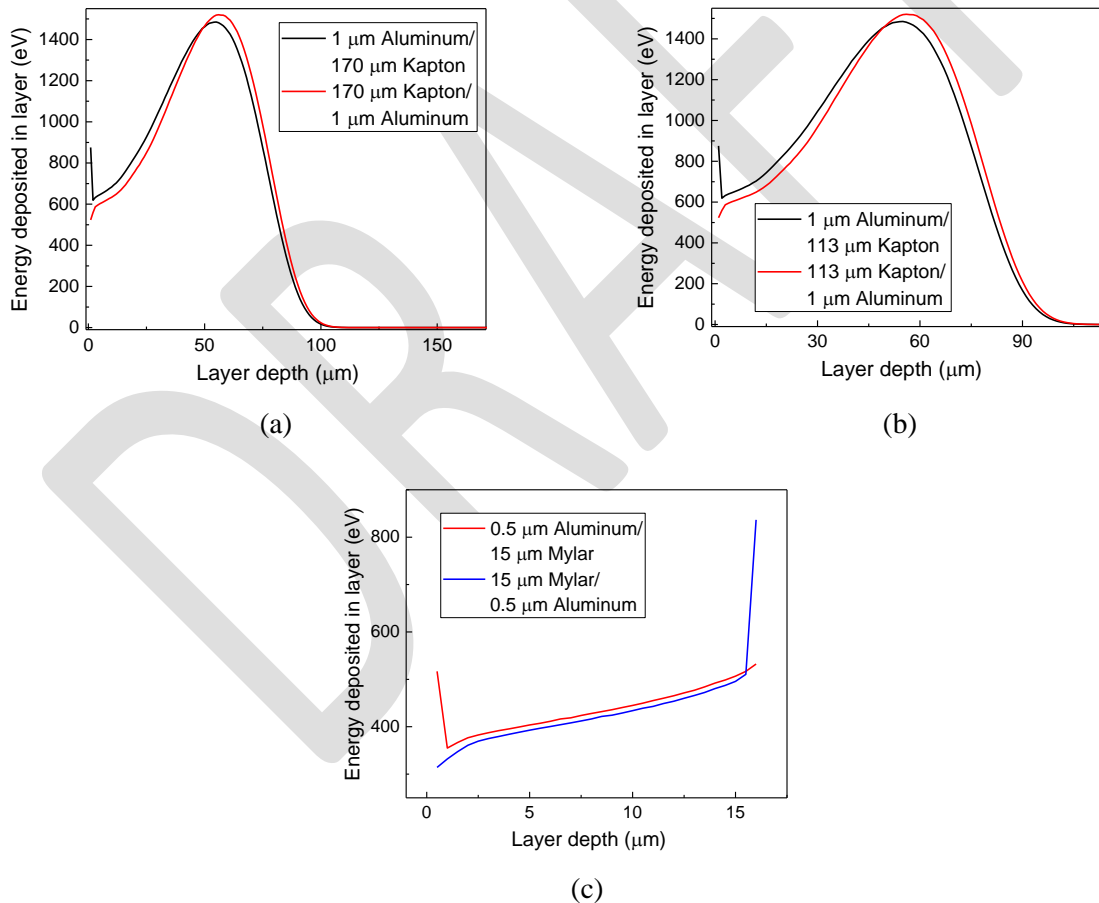 1400
1200
1000
800
600
400
200
0
Energy deposited in layer (eV)
1 μm Aluminum/
170 μm Kapton
170 μm Kapton/
1 μm Aluminum
0 50 100 150
Layer depth (μm)
(a)
1400
1200
1000
800
600
400
200
0
Energy deposited in layer (eV)
1 μm Aluminum/
113 μm Kapton
113 μm Kapton/
1 μm Aluminum
0 30 60 90
Layer depth (μm)
(b)
800
600
400
Energy deposited in layer (eV)
0.5 μm Aluminum/
15 μm Mylar
15 μm Mylar/
0.5 μm Aluminum
0 5 10 15
Layer depth (μm)
(c)
DRAFT